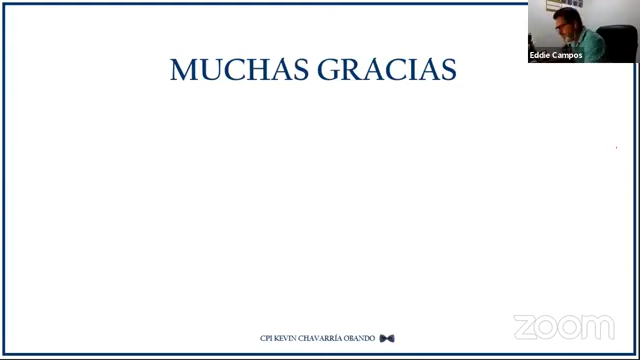 Eddie Campos
MUCHAS GRACIAS
CPI KEVIN CHAVARRÍA OBANDO
zoom